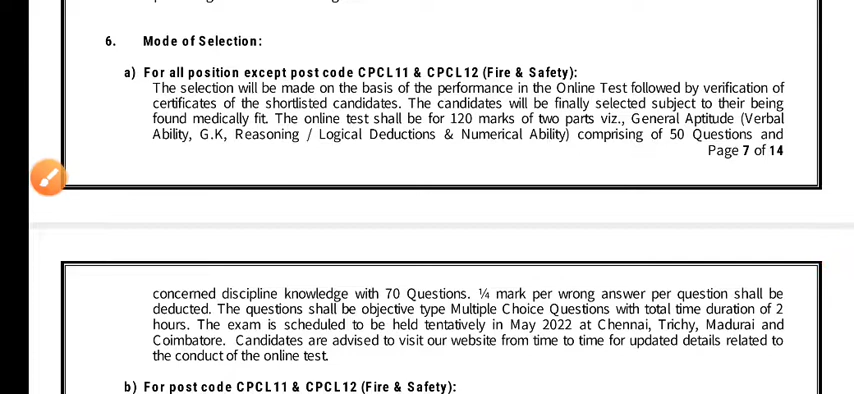 6. Mode of Selection:
a) For all position except post code CPCL11 & CPCL12 (Fire & Safety):
The selection will be made on the basis of the performance in the Online Test followed by verification of
certificates of the shortlisted candidates. The candidates will be finally selected subject to their being
found medically fit. The online test shall be for 120 marks of two parts viz., General Aptitude (Verbal
Ability, G.K, Reasoning / Logical Deductions & Numerical Ability) comprising of 50 Questions and
Page 7 of 14
concerned discipline knowledge with 70 Questions. ¼ mark per wrong answer per question shall be
deducted. The questions shall be objective type Multiple Choice Questions with total time duration of 2
hours. The exam is scheduled to be held tentatively in May 2022 at Chennai, Trichy, Madurai and
Coimbatore. Candidates are advised to visit our website from time to time for updated details related to
the conduct of the online test.
b) For post code CPCL11 & CPCL12 (Fire & Safety):